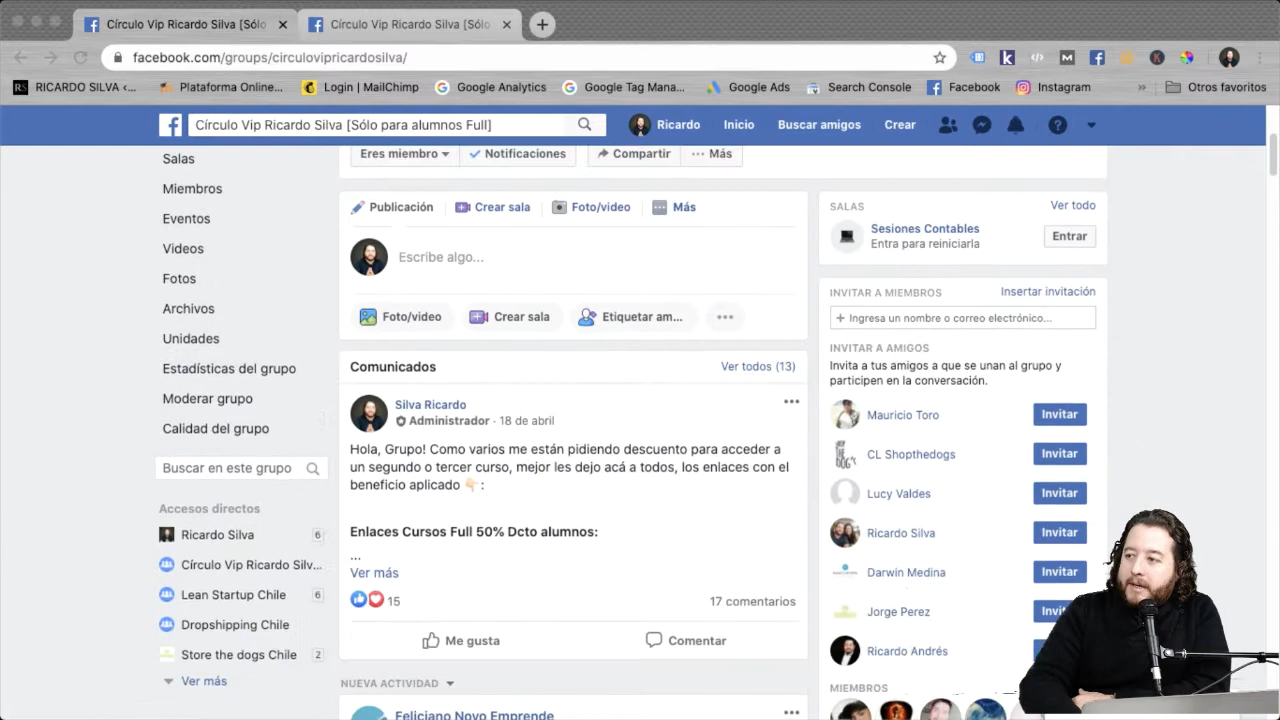 Círculo Vip Ricardo Silva [Sólo
Círculo Vip Ricardo Silva [Sólo
facebook.com/groups/circulovipricardosilva/
RICARDO SILVA ‹...
Plataforma Online...
Login | MailChimp
Google Analytics
Google Tag Mana...
Google Ads
Search Console
Facebook
Instagram
»
Otros favoritos
Círculo Vip Ricardo Silva [Sólo para alumnos Full]
Ricardo
Inicio
Buscar amigos
Crear
Salas
Miembros
Eventos
Videos
Fotos
Archivos
Unidades
Estadísticas del grupo
Moderar grupo
Calidad del grupo
Buscar en este grupo
Accesos directos
Ricardo Silva 6
Círculo Vip Ricardo Silv...
Lean Startup Chile 6
Dropshipping Chile
Store the dogs Chile 2
Ver más
Eres miembro
Notificaciones
Compartir
Más
Publicación
Crear sala
Foto/video
Más
Escribe algo...
Foto/video
Crear sala
Etiquetar am...
Comunicados
Ver todos (13)
Silva Ricardo
Administrador · 18 de abril
Hola, Grupo! Como varios me están pidiendo descuento para acceder a
un segundo o tercer curso, mejor les dejo acá a todos, los enlaces con el
beneficio aplicado 👇🏻 :
Enlaces Cursos Full 50% Dcto alumnos:
...
Ver más
15
17 comentarios
Me gusta
Comentar
NUEVA ACTIVIDAD
Feliciano Novo Emprende
SALAS
Ver todo
Sesiones Contables
Entra para reiniciarla
Entrar
INVITAR A MIEMBROS
Insertar invitación
+ Ingresa un nombre o correo electrónico...
INVITAR A AMIGOS
Invita a tus amigos a que se unan al grupo y
participen en la conversación.
Mauricio Toro
Invitar
CL Shopthedogs
Invitar
Lucy Valdes
Invitar
Ricardo Silva
Invitar
Darwin Medina
Invitar
Jorge Perez
Ricardo Andrés
MIEMBROS